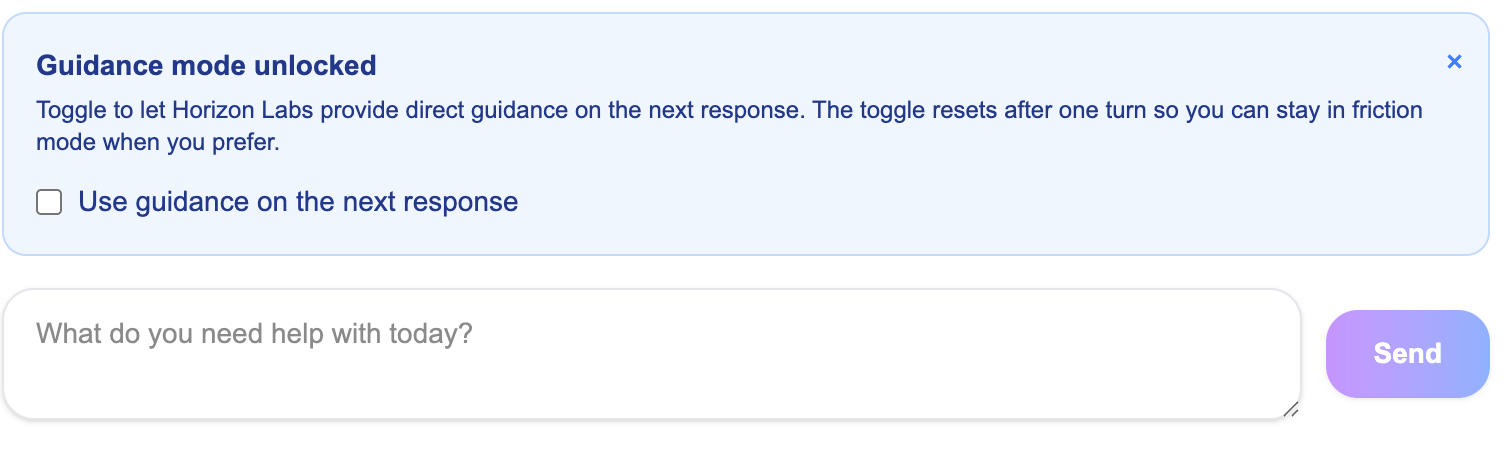 Guidance mode unlocked
×
Toggle to let Horizon Labs provide direct guidance on the next response. The toggle resets after one turn so you can stay in friction
mode when you prefer.
Use guidance on the next response
What do you need help with today?
Send